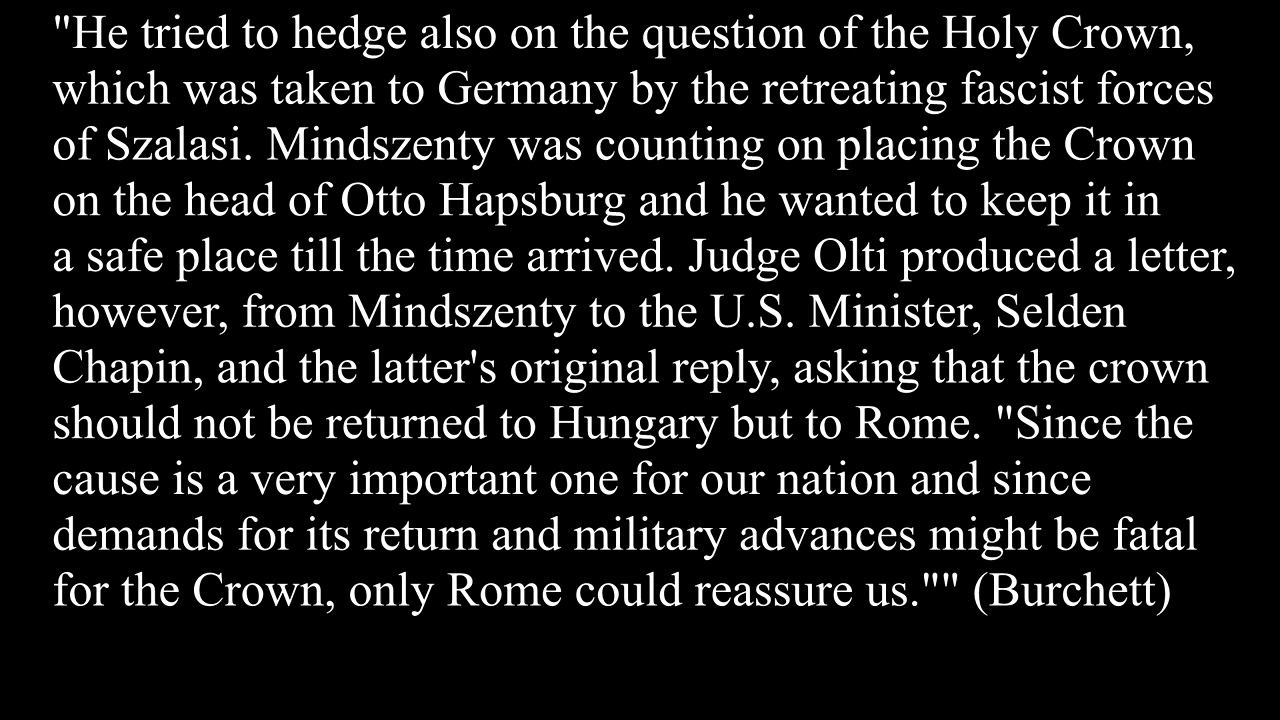 "He tried to hedge also on the question of the Holy Crown,
which was taken to Germany by the retreating fascist forces
of Szalasi. Mindszenty was counting on placing the Crown
on the head of Otto Hapsburg and he wanted to keep it in
a safe place till the time arrived. Judge Olti produced a letter,
however, from Mindszenty to the U.S. Minister, Selden
Chapin, and the latter's original reply, asking that the crown
should not be returned to Hungary but to Rome. "Since the
cause is a very important one for our nation and since
demands for its return and military advances might be fatal
for the Crown, only Rome could reassure us."" (Burchett)